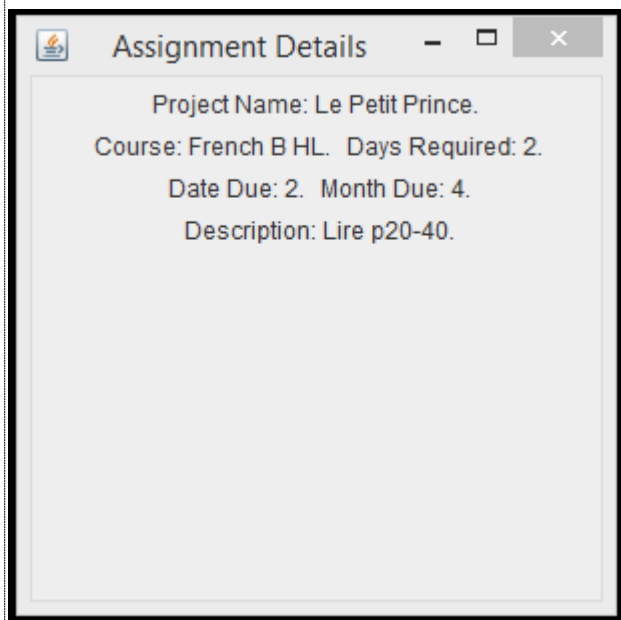 Assignment Details
Project Name: Le Petit Prince.
Course: French B HL. Days Required: 2.
Date Due: 2. Month Due: 4.
Description: Lire p20-40.